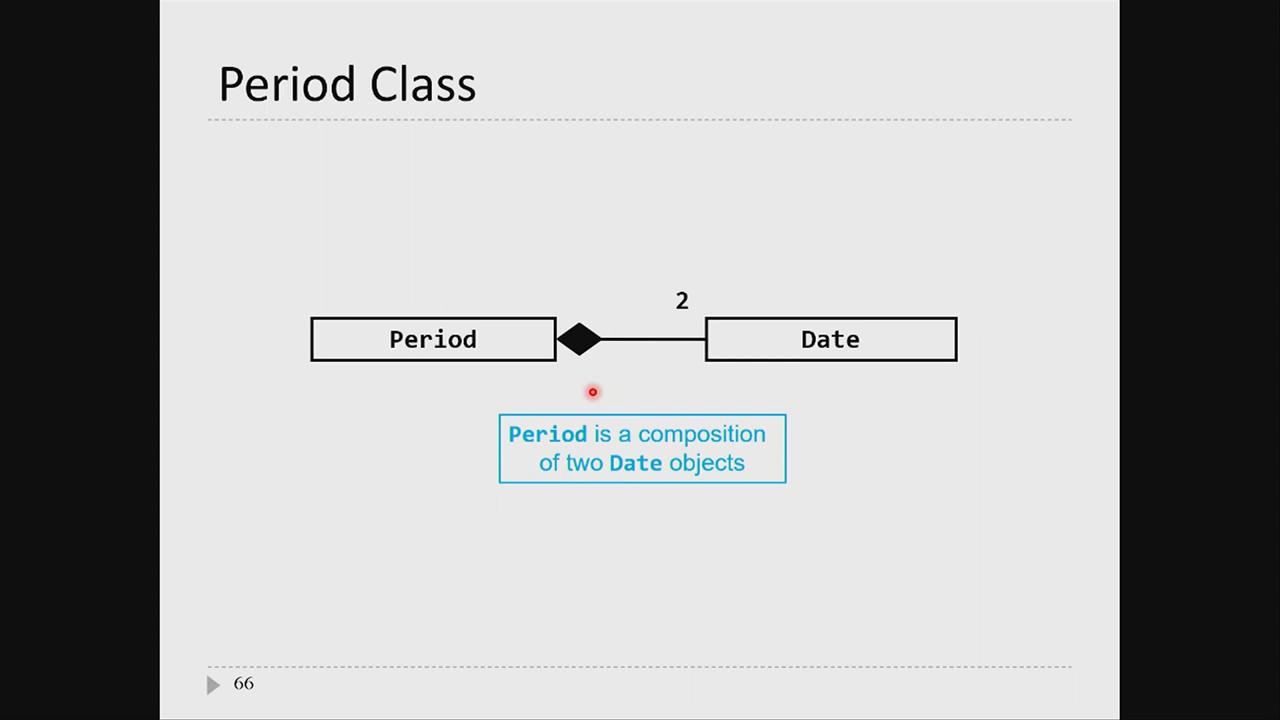 Period Class
2
Period
Date
Period is a composition
of two Date objects
66